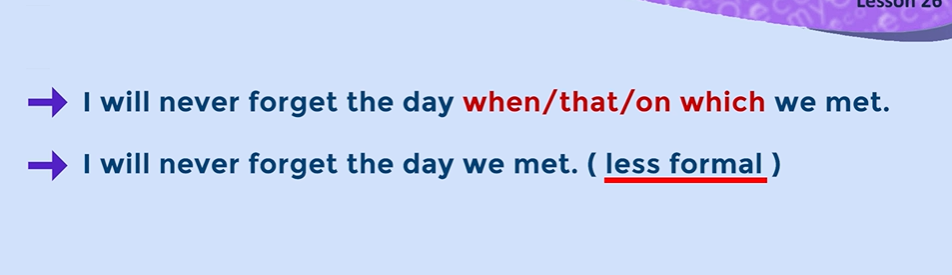 Lesson 26
I will never forget the day when/that/on which we met.
I will never forget the day we met. ( less formal )